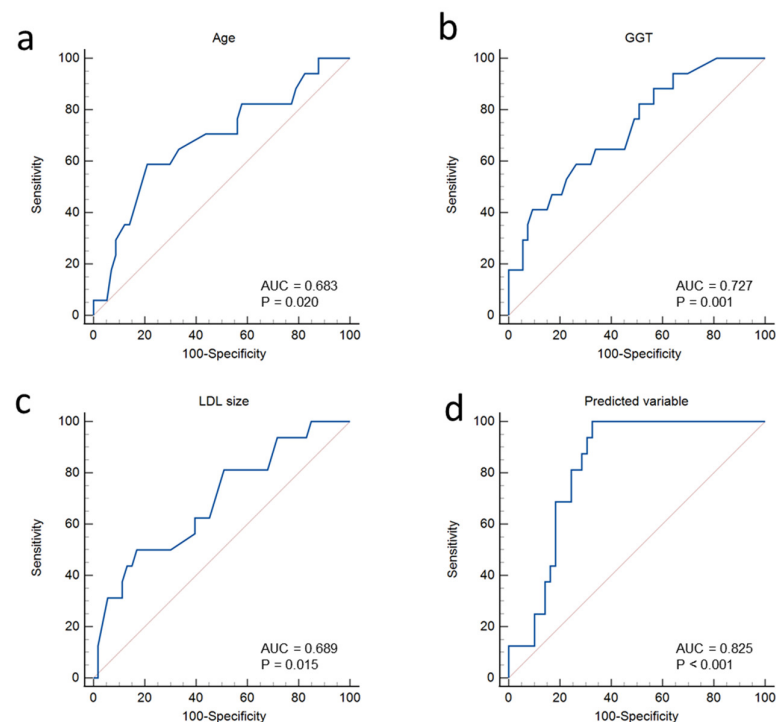 a
Age
Sensitivity
100
80
60
40
20
0
AUC = 0.683
P = 0.020
0 20 40 60 80 100
100-Specificity
b
GGT
Sensitivity
100
80
60
40
20
0
AUC = 0.727
P = 0.001
0 20 40 60 80 100
100-Specificity
c
LDL size
Sensitivity
100
80
60
40
20
0
AUC = 0.689
P = 0.015
0 20 40 60 80 100
100-Specificity
d
Predicted variable
Sensitivity
100
80
60
40
20
0
AUC = 0.825
P < 0.001
0 20 40 60 80 100
100-Specificity